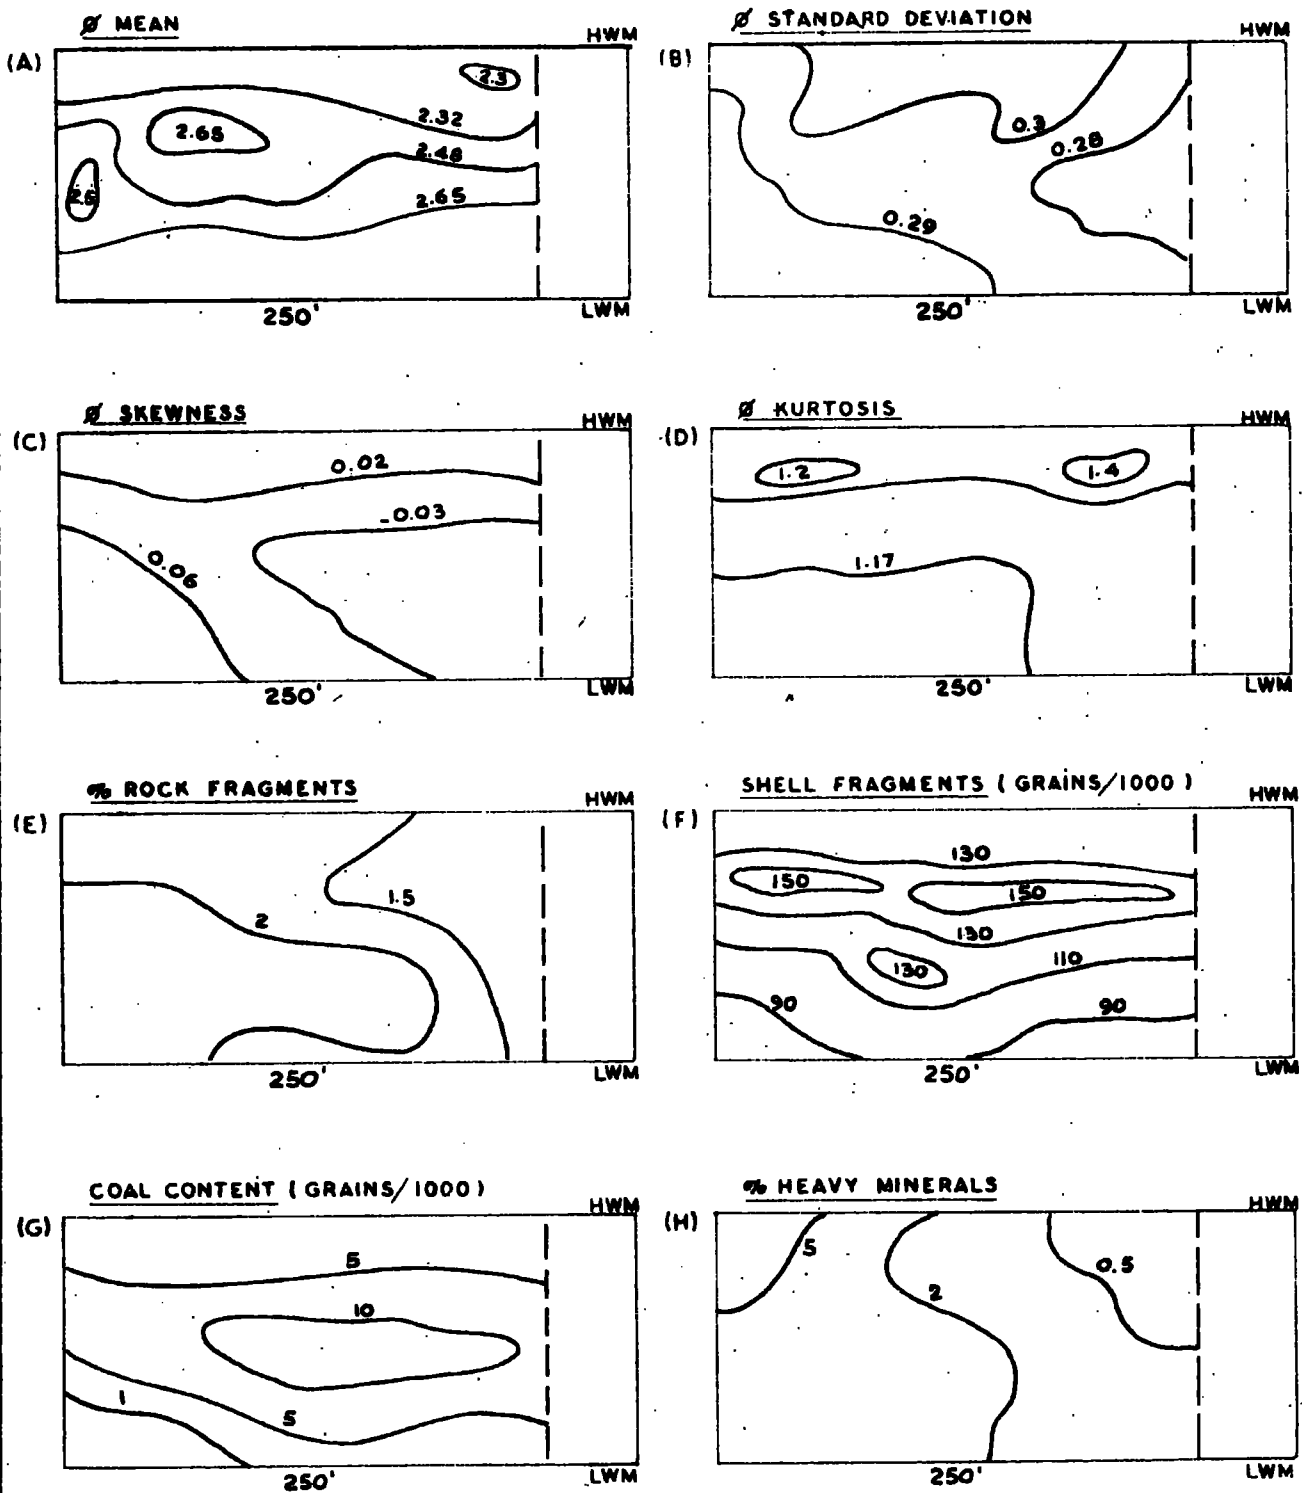 Ø MEAN
HWM
(A)
2.3
2.32
2.65
2.48
2.65
250'
LWM
Ø STANDARD DEVIATION
HWM
(B)
0.3
0.28
0.29
250'
LWM
Ø SKEWNESS
HWM
(C)
0.02
-0.03
0.06
250'
LWM
Ø KURTOSIS
HWM
(D)
1.2
1.4
1.17
250'
LWM
% ROCK FRAGMENTS
HWM
(E)
1.5
2
250'
LWM
SHELL FRAGMENTS (GRAINS/1000)
HWM
(F)
130
150
150
130
130
110
90
90
250'
LWM
COAL CONTENT (GRAINS/1000)
HWM
(G)
5
10
1
5
250'
LWM
% HEAVY MINERALS
HWM
(H)
5
0.5
2
250'
LWM